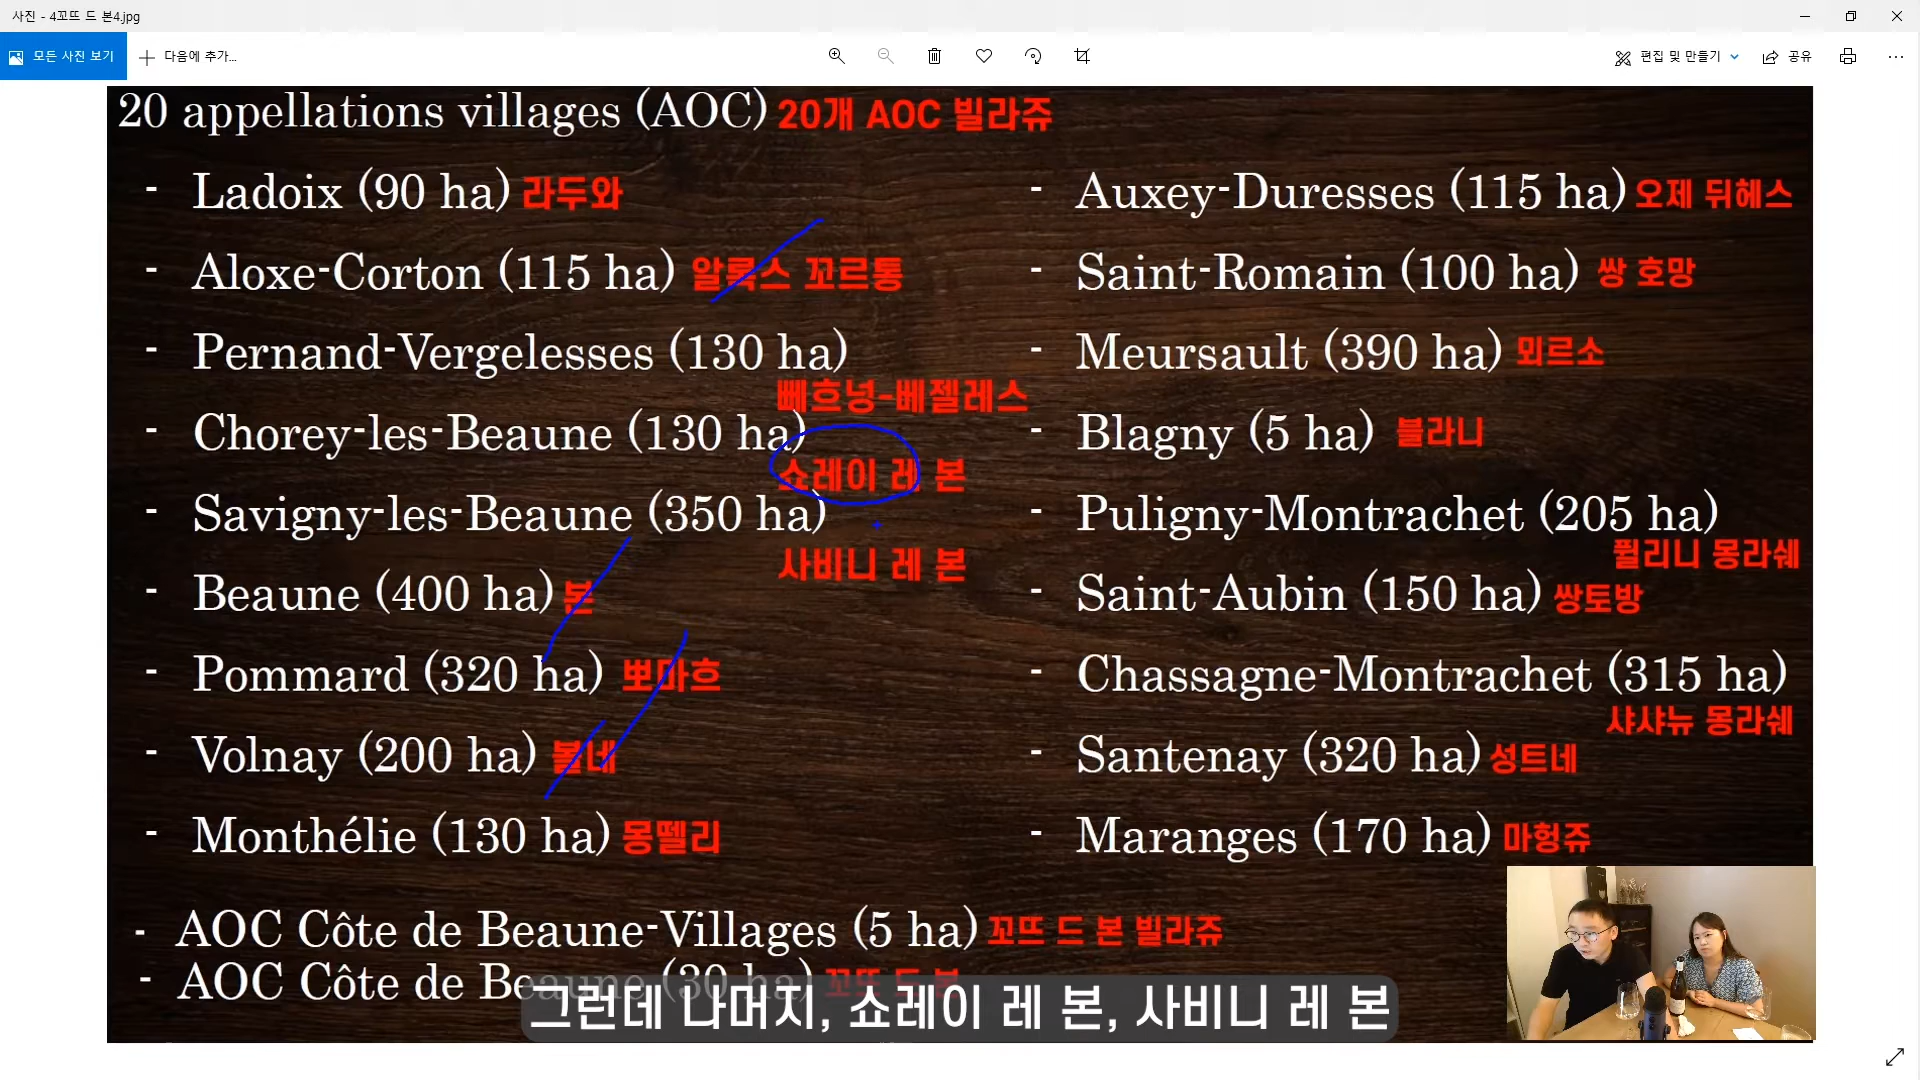 사진 - 4꼬뜨 드 본4.jpg
모든 사진 보기 다음에 추가... 편집 및 만들기 공유
20 appellations villages (AOC) 20개 AOC 빌라쥬
- Ladoix (90 ha) 라두와
- Aloxe-Corton (115 ha) 알록스 꼬르통
- Pernand-Vergelesses (130 ha)
뻬흐넝-베젤레스
- Chorey-les-Beaune (130 ha)
쇼레이 레 본
- Savigny-les-Beaune (350 ha)
사비니 레 본
- Beaune (400 ha) 본
- Pommard (320 ha) 뽀마흐
- Volnay (200 ha) 볼네
- Monthélie (130 ha) 몽뗄리
- Auxey-Duresses (115 ha) 오제 뒤헤스
- Saint-Romain (100 ha) 쌍 호망
- Meursault (390 ha) 뫼르소
- Blagny (5 ha) 블라니
- Puligny-Montrachet (205 ha)
퓔리니 몽라쉐
- Saint-Aubin (150 ha) 쌍토방
- Chassagne-Montrachet (315 ha)
샤샤뉴 몽라쉐
- Santenay (320 ha) 성트네
- Maranges (170 ha) 마헝쥬
- AOC Côte de Beaune-Villages (5 ha) 꼬뜨 드 본 빌라쥬
- AOC Côte de Beaune (30 ha) 꼬뜨 드 본
그런데 나머지, 쇼레이 레 본, 사비니 레 본